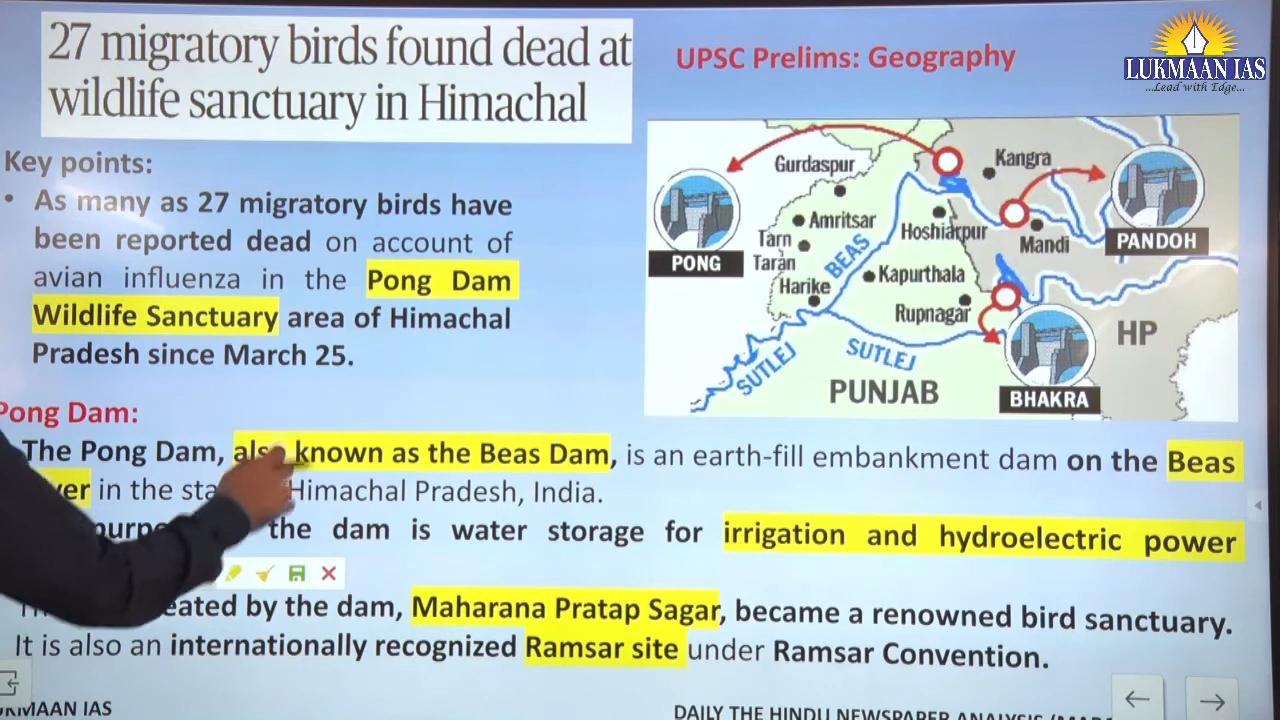 27 migratory birds found dead at
wildlife sanctuary in Himachal
UPSC Prelims: Geography
LUKMAAN IAS
...Lead with Edge...
Key points:
• As many as 27 migratory birds have
been reported dead on account of
avian influenza in the Pong Dam
Wildlife Sanctuary area of Himachal
Pradesh since March 25.
Gurdaspur
Kangra
Amritsar
Hoshiarpur
Mandi
PANDOH
PONG
Tarn
Taran
BEAS
Kapurthala
Harike
Rupnagar
HP
SUTLEJ
SUTLEJ
PUNJAB
BHAKRA
Pong Dam:
The Pong Dam, also known as the Beas Dam, is an earth-fill embankment dam on the Beas
in the Himachal Pradesh, India.
the dam is water storage for irrigation and hydroelectric power
by the dam, Maharana Pratap Sagar, became a renowned bird sanctuary.
It is also an internationally recognized Ramsar site under Ramsar Convention.
IAS
DAILY THE HINDU NEWSPAPER ANALYSIS